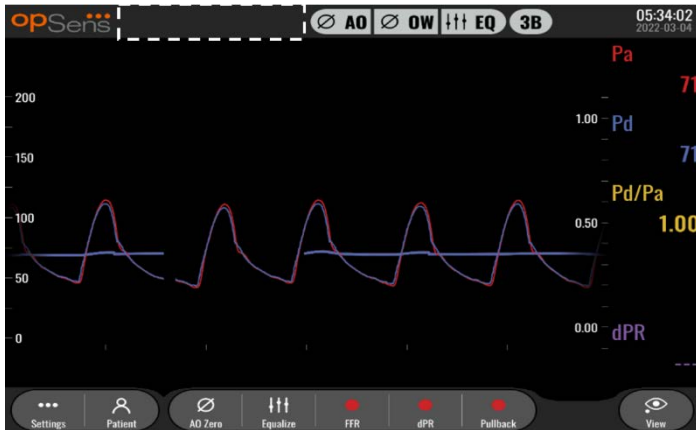 opSens
AO OW EQ 3B
05:34:02
2022-03-04
Pa
71
200
1.00
Pd
71
150
Pd/Pa
1.00
100
0.50
50
0
0.00
dPR
---
Settings Patient AO Zero Equalize FFR dPR Pullback View